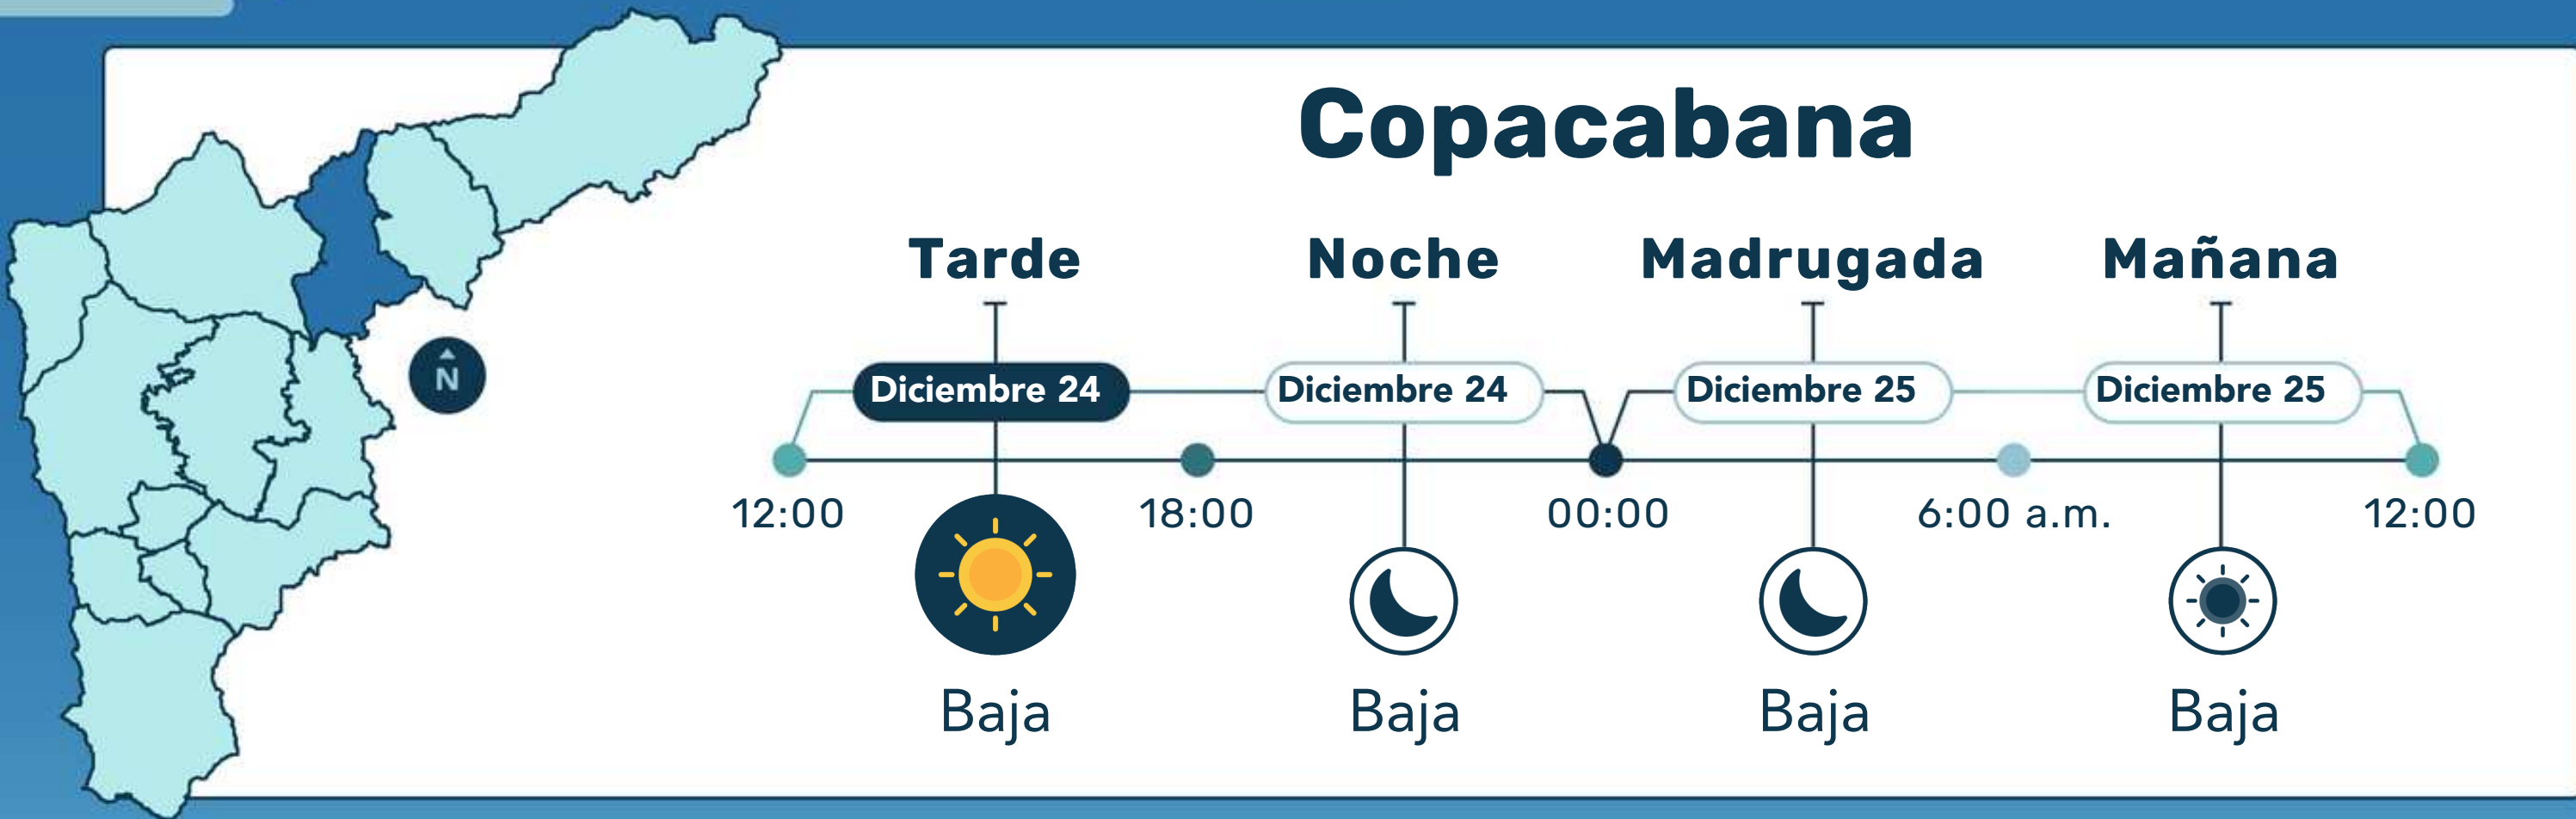 Copacabana
Tarde Noche Madrugada Mañana
N
Diciembre 24 Diciembre 24 Diciembre 25 Diciembre 25
12:00 18:00 00:00 6:00 a.m. 12:00
Baja Baja Baja Baja